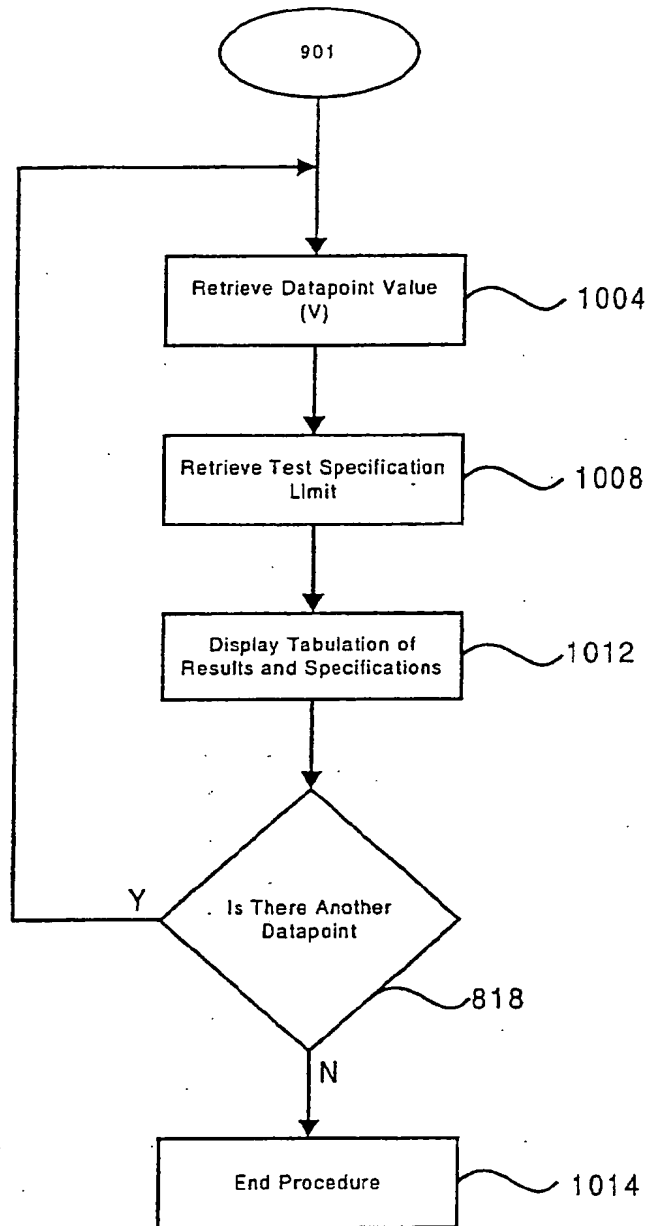 901
Retrieve Datapoint Value
(V)
1004
Retrieve Test Specification
Limit
1008
Display Tabulation of
Results and Specifications
1012
Y
Is There Another
Datapoint
818
N
End Procedure
1014